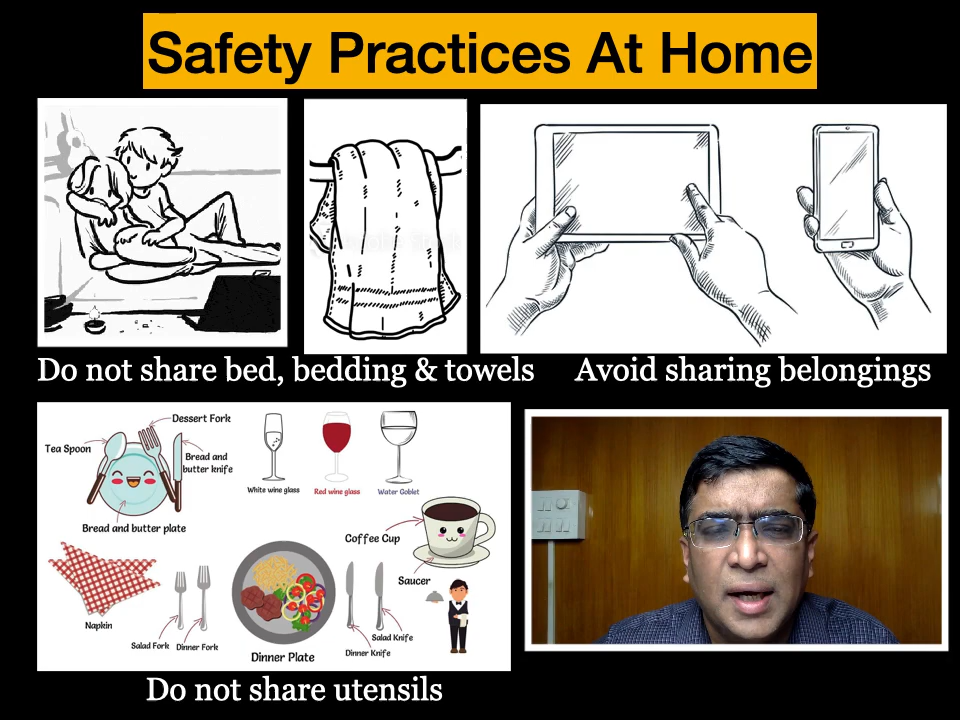 Safety Practices At Home
Do not share bed, bedding & towels
Avoid sharing belongings
Dessert Fork
Tea Spoon
Bread and
butter knife
Bread and butter plate
White wine glass
Red wine glass
Water Goblet
Coffee Cup
Saucer
Napkin
Salad Fork
Dinner Fork
Dinner Plate
Dinner Knife
Salad Knife
Do not share utensils